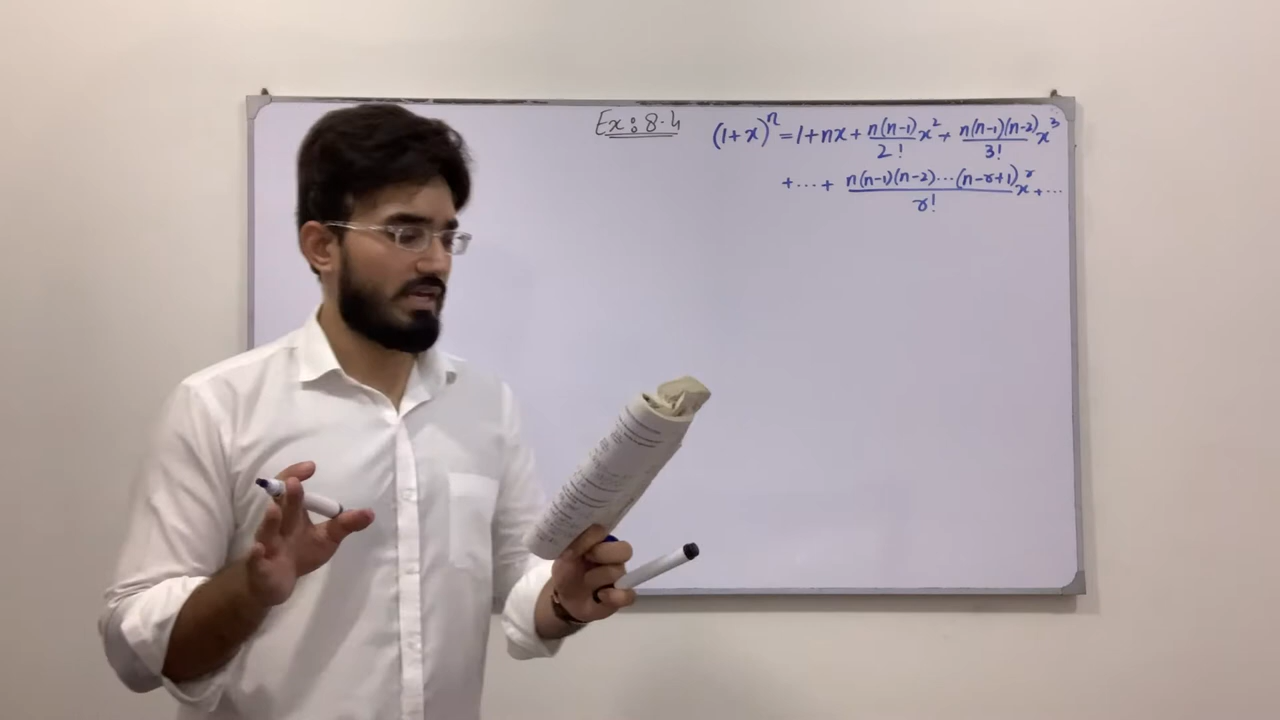 Ex: 8.4
(1+x)^n = 1 + nx + n(n-1)/2! x^2 + n(n-1)(n-2)/3! x^3
+ ... + n(n-1)(n-2)...(n-r+1)/r! x^r + ...